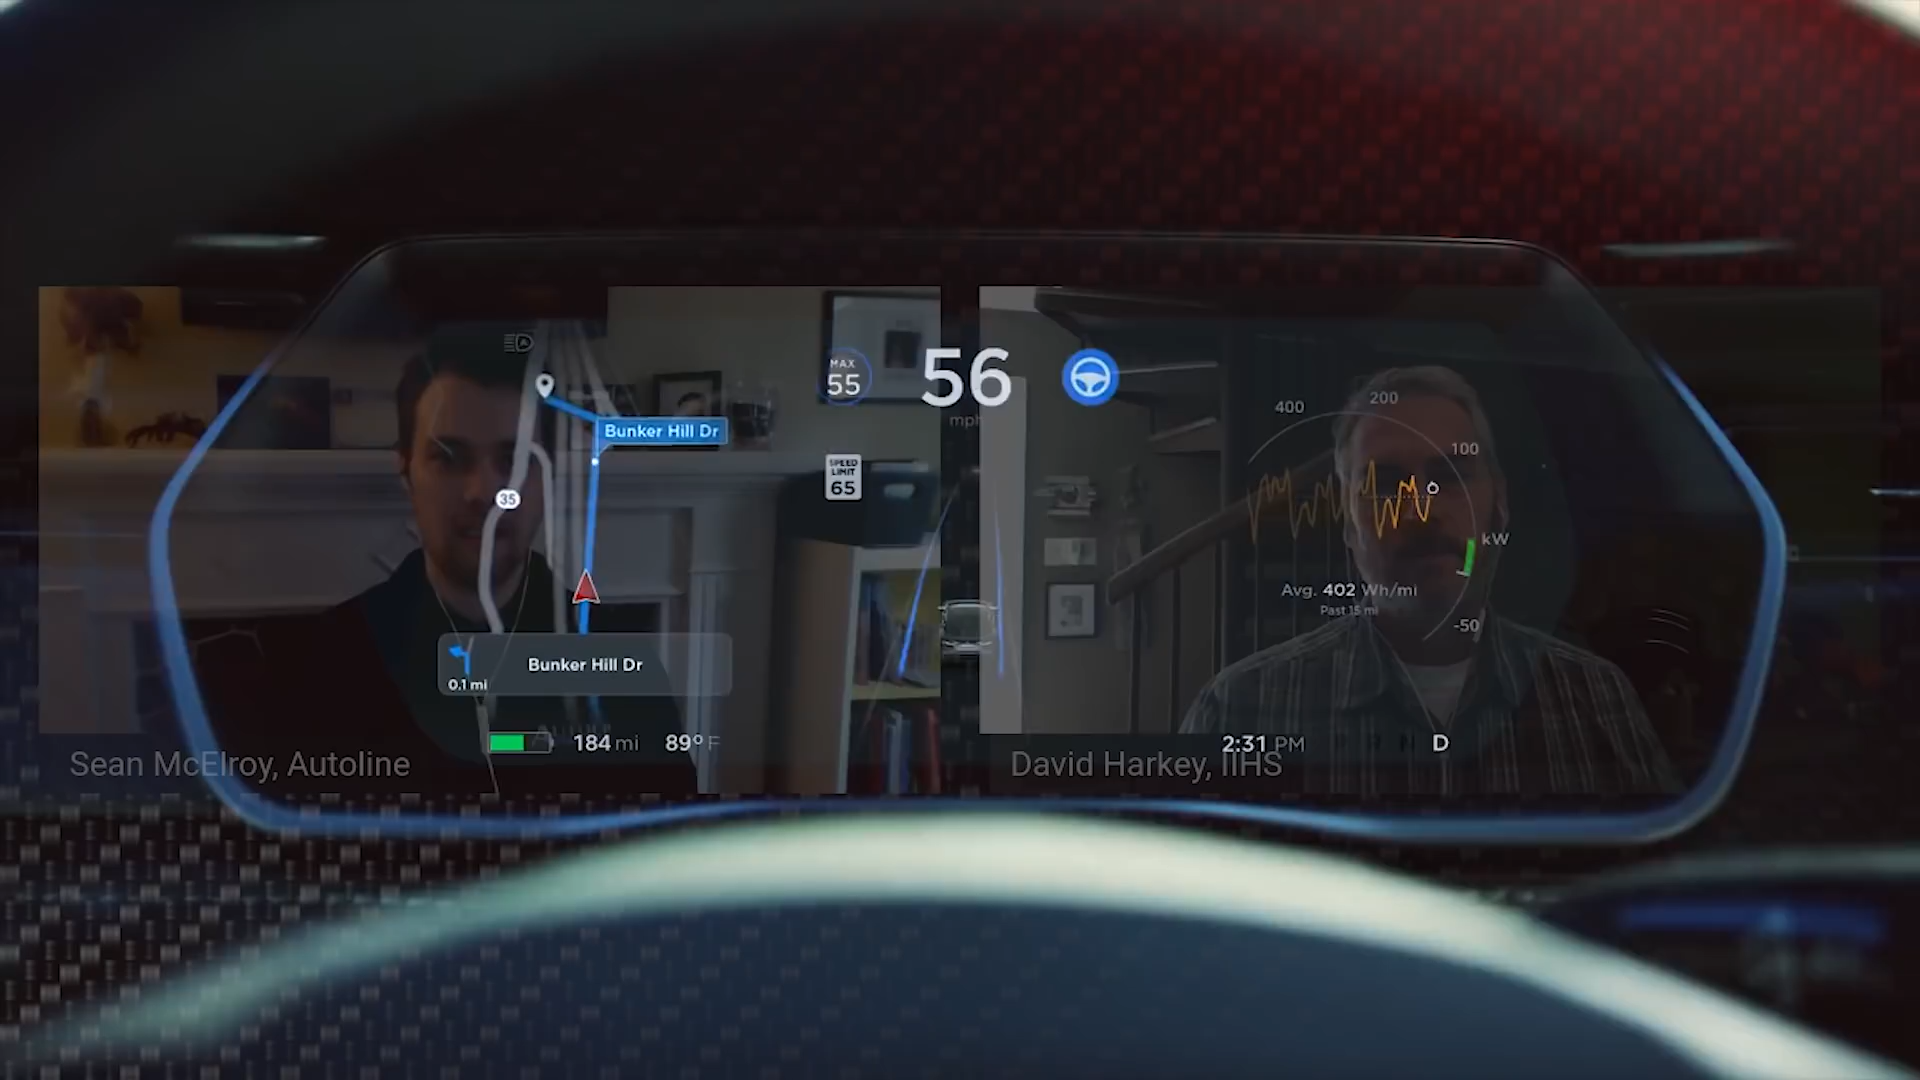 MAX
55
56
mph
Bunker Hill Dr
SPEED
LIMIT
65
35
Bunker Hill Dr
0.1 mi
184 mi
89° F
400
200
100
kW
-50
Avg. 402 Wh/mi
Past 15 mi
2:31 PM
D
Sean McElroy, Autoline
David Harkey, IIHS